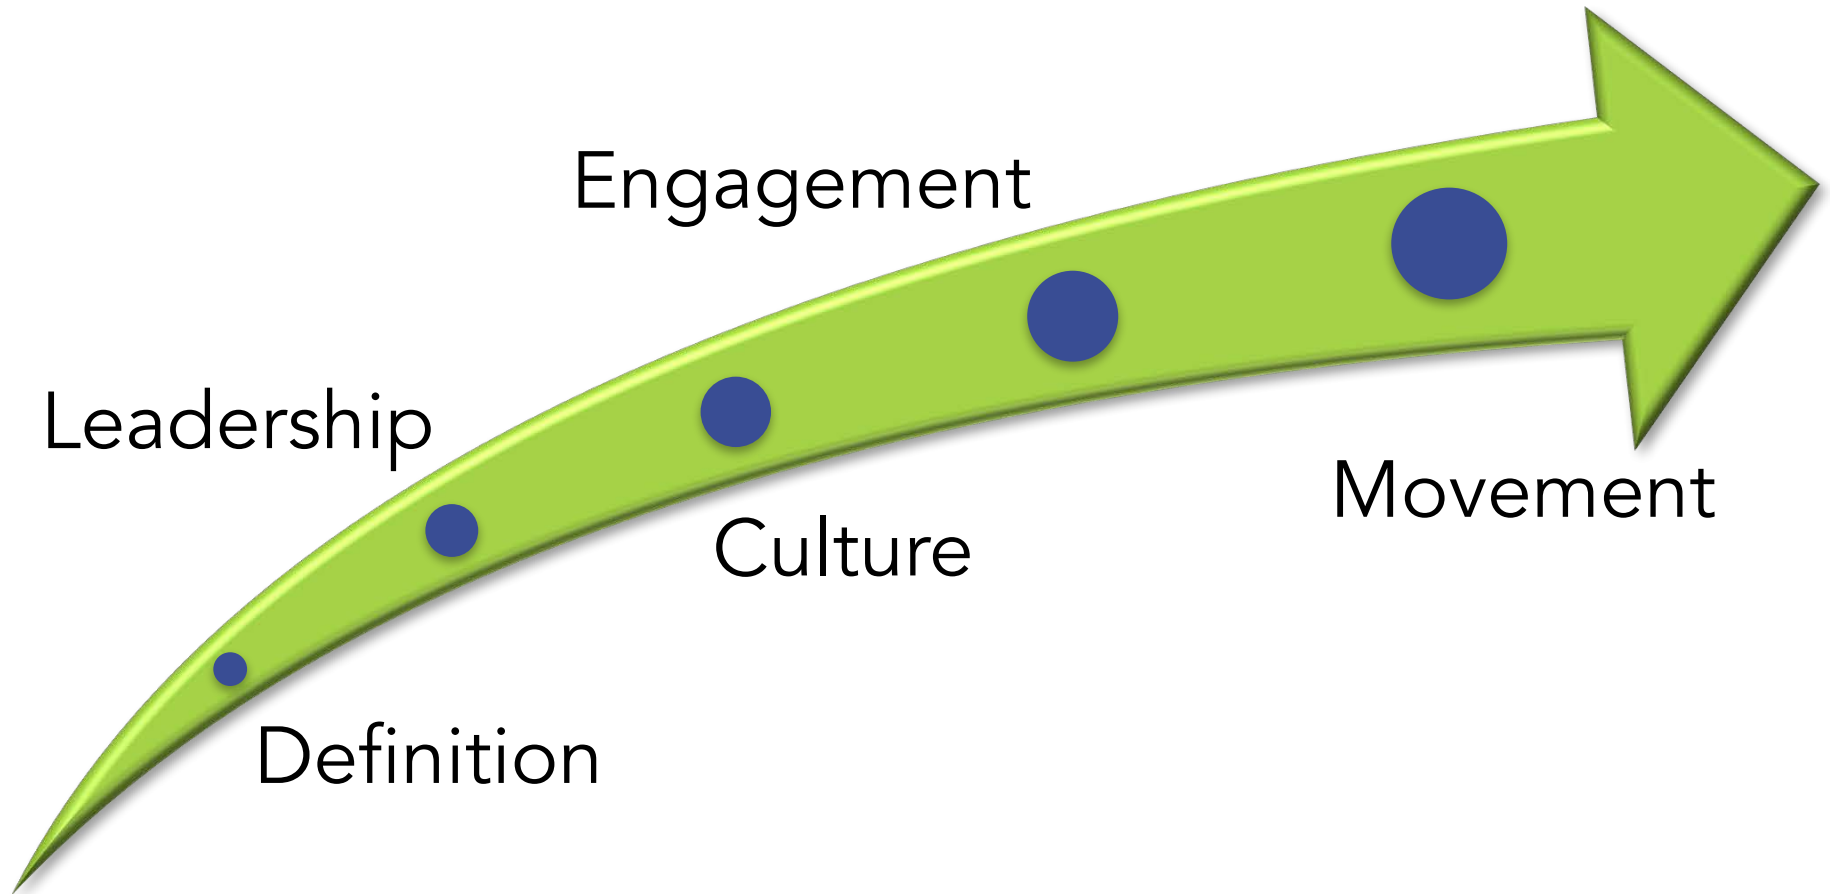 Engagement
Leadership
Movement
Culture
Definition